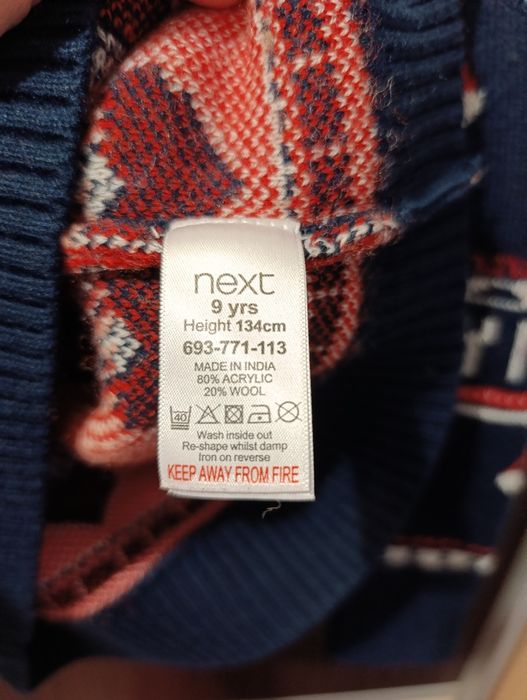 next
9 yrs
Height 134cm
693-771-113
MADE IN INDIA
80% ACRYLIC
20% WOOL
40
Wash inside out
Re-shape whilst damp
Iron on reverse
KEEP AWAY FROM FIRE